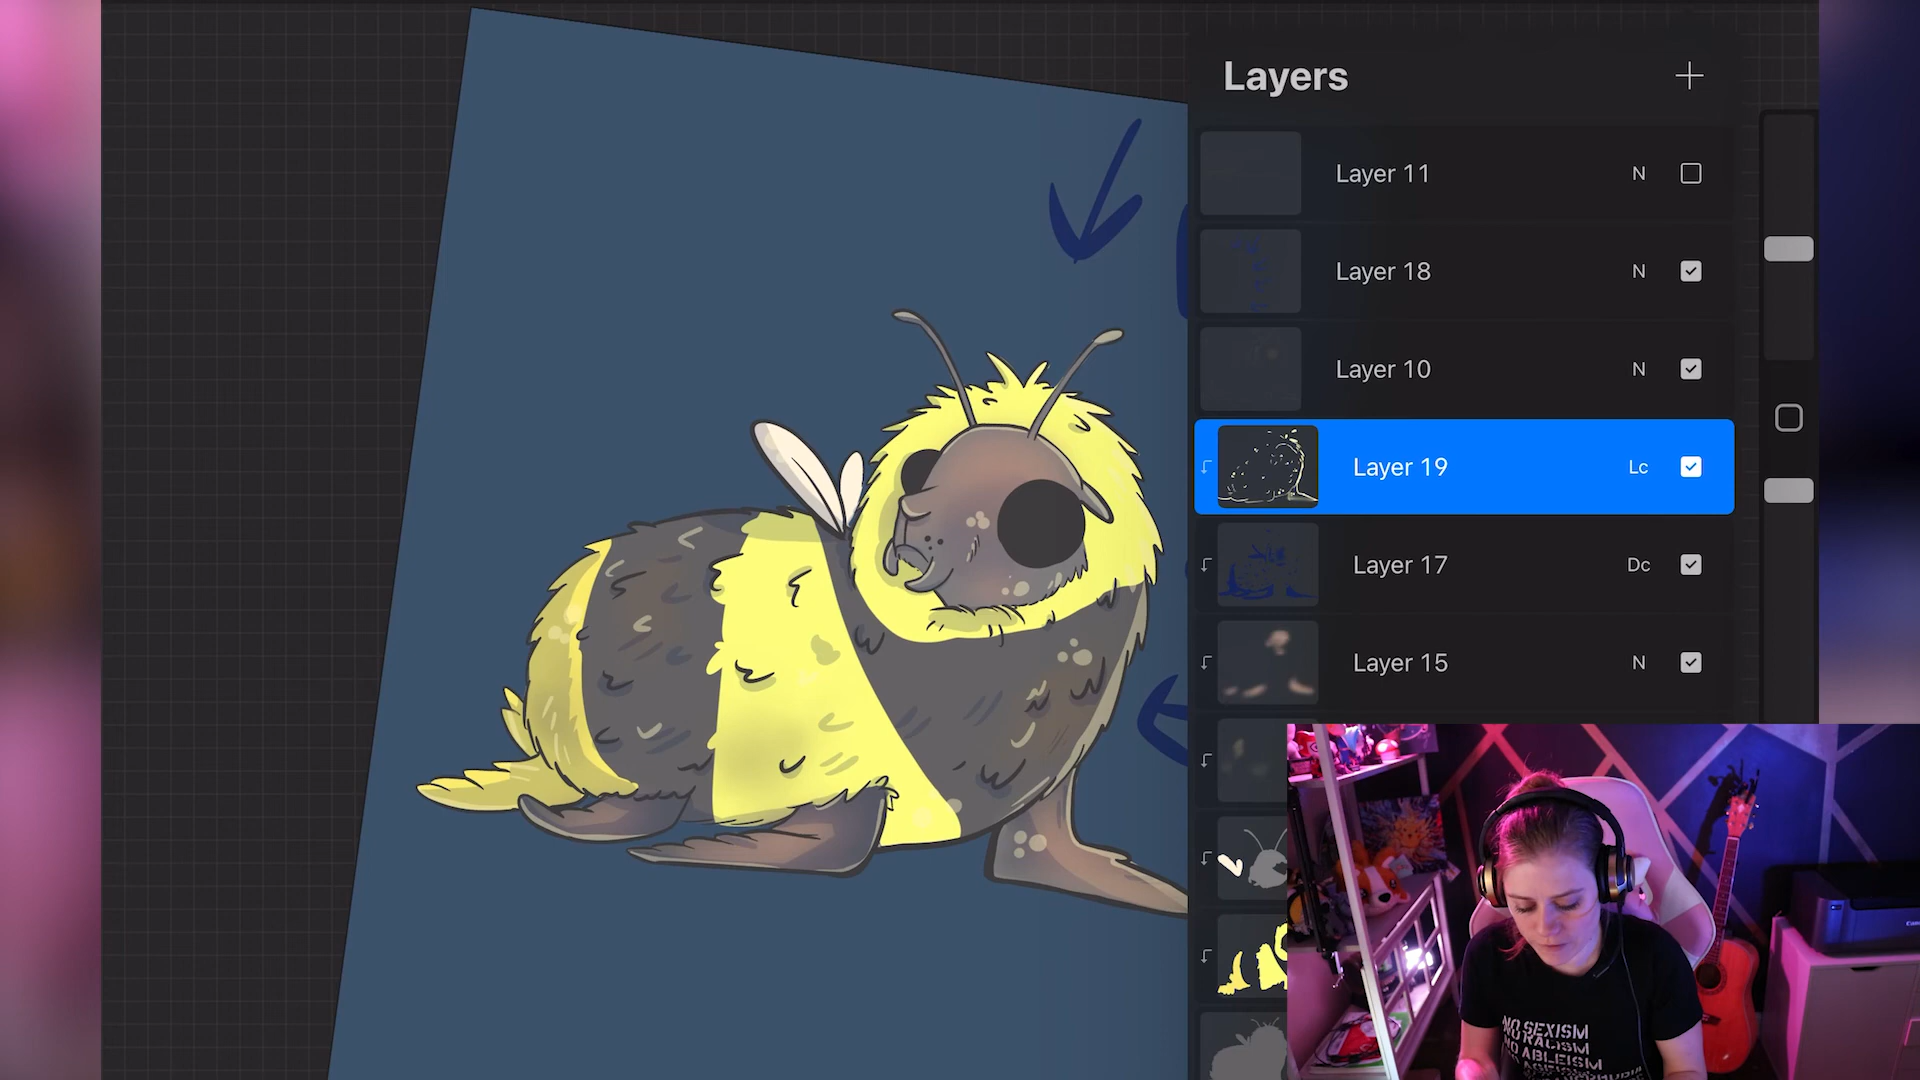 Layers
Layer 11 N
Layer 18 N
Layer 10 N
Layer 19 Lc
Layer 17 Dc
Layer 15 N
NO SEXISM
NO RACISM
NO ABLEISM